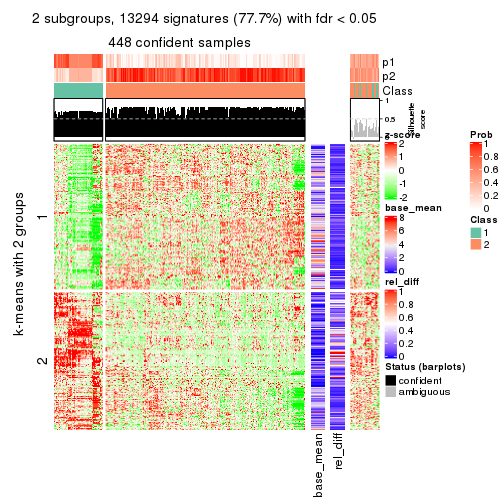 2 subgroups, 13294 signatures (77.7%) with fdr < 0.05
448 confident samples
p1
p2
Class
1
0.5
0
Silhouette
score
k-means with 2 groups
1
2
base_mean
rel_diff
z-score
2
1
0
-1
-2
base_mean
8
6
4
2
0
rel_diff
1
0.8
0.6
0.4
0.2
0
Status (barplots)
confident
ambiguous
Prob
1
0.8
0.6
0.4
0.2
0
Class
1
2